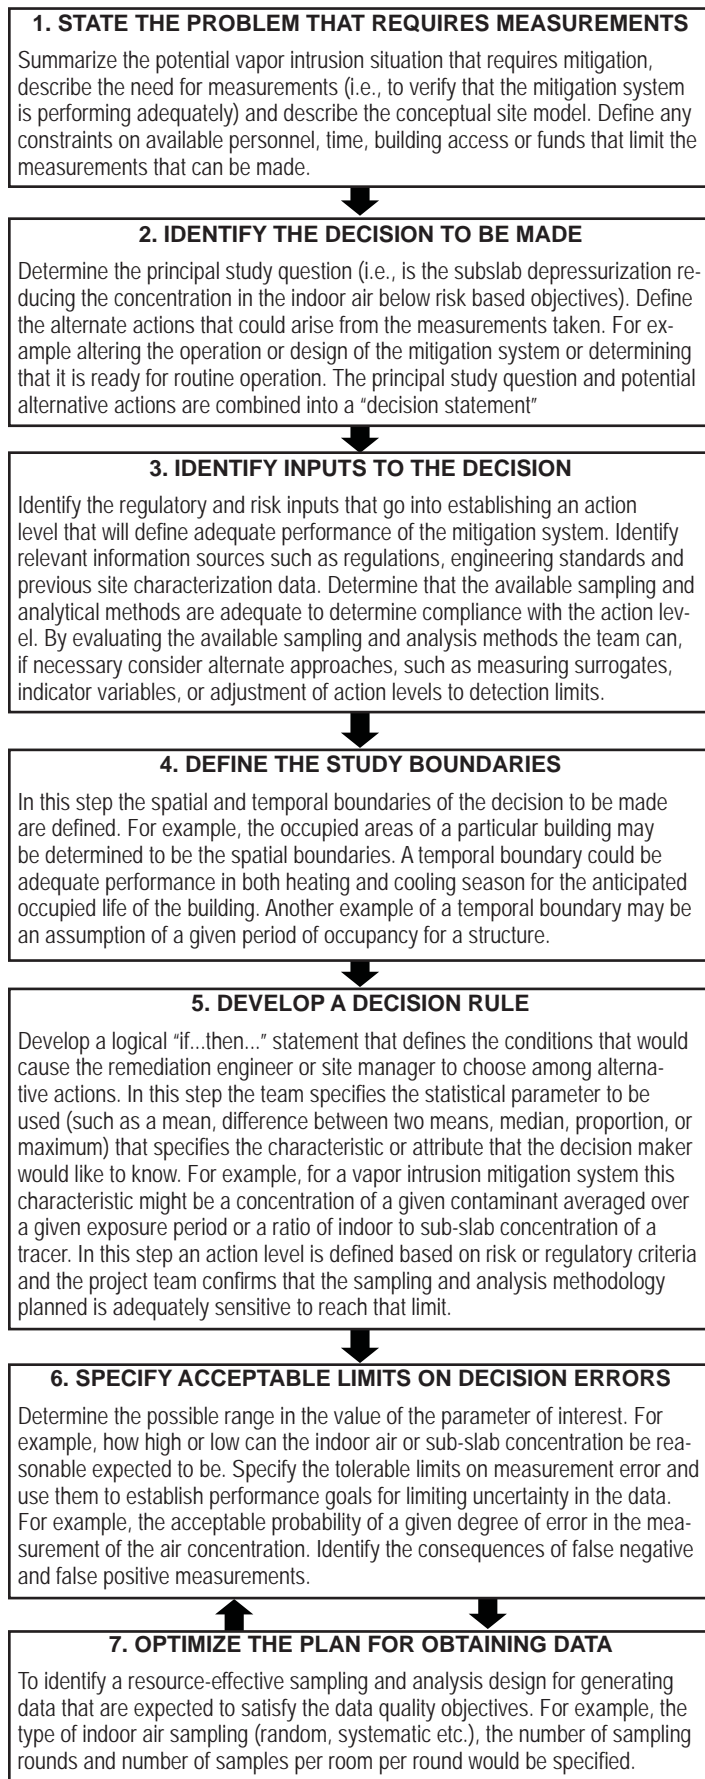 1. STATE THE PROBLEM THAT REQUIRES MEASUREMENTS
Summarize the potential vapor intrusion situation that requires mitigation,
describe the need for measurements (i.e., to verify that the mitigation system
is performing adequately) and describe the conceptual site model. Define any
constraints on available personnel, time, building access or funds that limit the
measurements that can be made.
2. IDENTIFY THE DECISION TO BE MADE
Determine the principal study question (i.e., is the subslab depressurization re-
ducing the concentration in the indoor air below risk based objectives). Define
the alternate actions that could arise from the measurements taken. For ex-
ample altering the operation or design of the mitigation system or determining
that it is ready for routine operation. The principal study question and potential
alternative actions are combined into a "decision statement"
3. IDENTIFY INPUTS TO THE DECISION
Identify the regulatory and risk inputs that go into establishing an action
level that will define adequate performance of the mitigation system. Identify
relevant information sources such as regulations, engineering standards and
previous site characterization data. Determine that the available sampling and
analytical methods are adequate to determine compliance with the action lev-
el. By evaluating the available sampling and analysis methods the team can,
if necessary consider alternate approaches, such as measuring surrogates,
indicator variables, or adjustment of action levels to detection limits.
4. DEFINE THE STUDY BOUNDARIES
In this step the spatial and temporal boundaries of the decision to be made
are defined. For example, the occupied areas of a particular building may
be determined to be the spatial boundaries. A temporal boundary could be
adequate performance in both heating and cooling season for the anticipated
occupied life of the building. Another example of a temporal boundary may be
an assumption of a given period of occupancy for a structure.
5. DEVELOP A DECISION RULE
Develop a logical "if...then..." statement that defines the conditions that would
cause the remediation engineer or site manager to choose among alterna-
tive actions. In this step the team specifies the statistical parameter to be
used (such as a mean, difference between two means, median, proportion, or
maximum) that specifies the characteristic or attribute that the decision maker
would like to know. For example, for a vapor intrusion mitigation system this
characteristic might be a concentration of a given contaminant averaged over
a given exposure period or a ratio of indoor to sub-slab concentration of a
tracer. In this step an action level is defined based on risk or regulatory criteria
and the project team confirms that the sampling and analysis methodology
planned is adequately sensitive to reach that limit.
6. SPECIFY ACCEPTABLE LIMITS ON DECISION ERRORS
Determine the possible range in the value of the parameter of interest. For
example, how high or low can the indoor air or sub-slab concentration be rea-
sonable expected to be. Specify the tolerable limits on measurement error and
use them to establish performance goals for limiting uncertainty in the data.
For example, the acceptable probability of a given degree of error in the mea-
surement of the air concentration. Identify the consequences of false negative
and false positive measurements.
7. OPTIMIZE THE PLAN FOR OBTAINING DATA
To identify a resource-effective sampling and analysis design for generating
data that are expected to satisfy the data quality objectives. For example, the
type of indoor air sampling (random, systematic etc.), the number of sampling
rounds and number of samples per room per round would be specified.